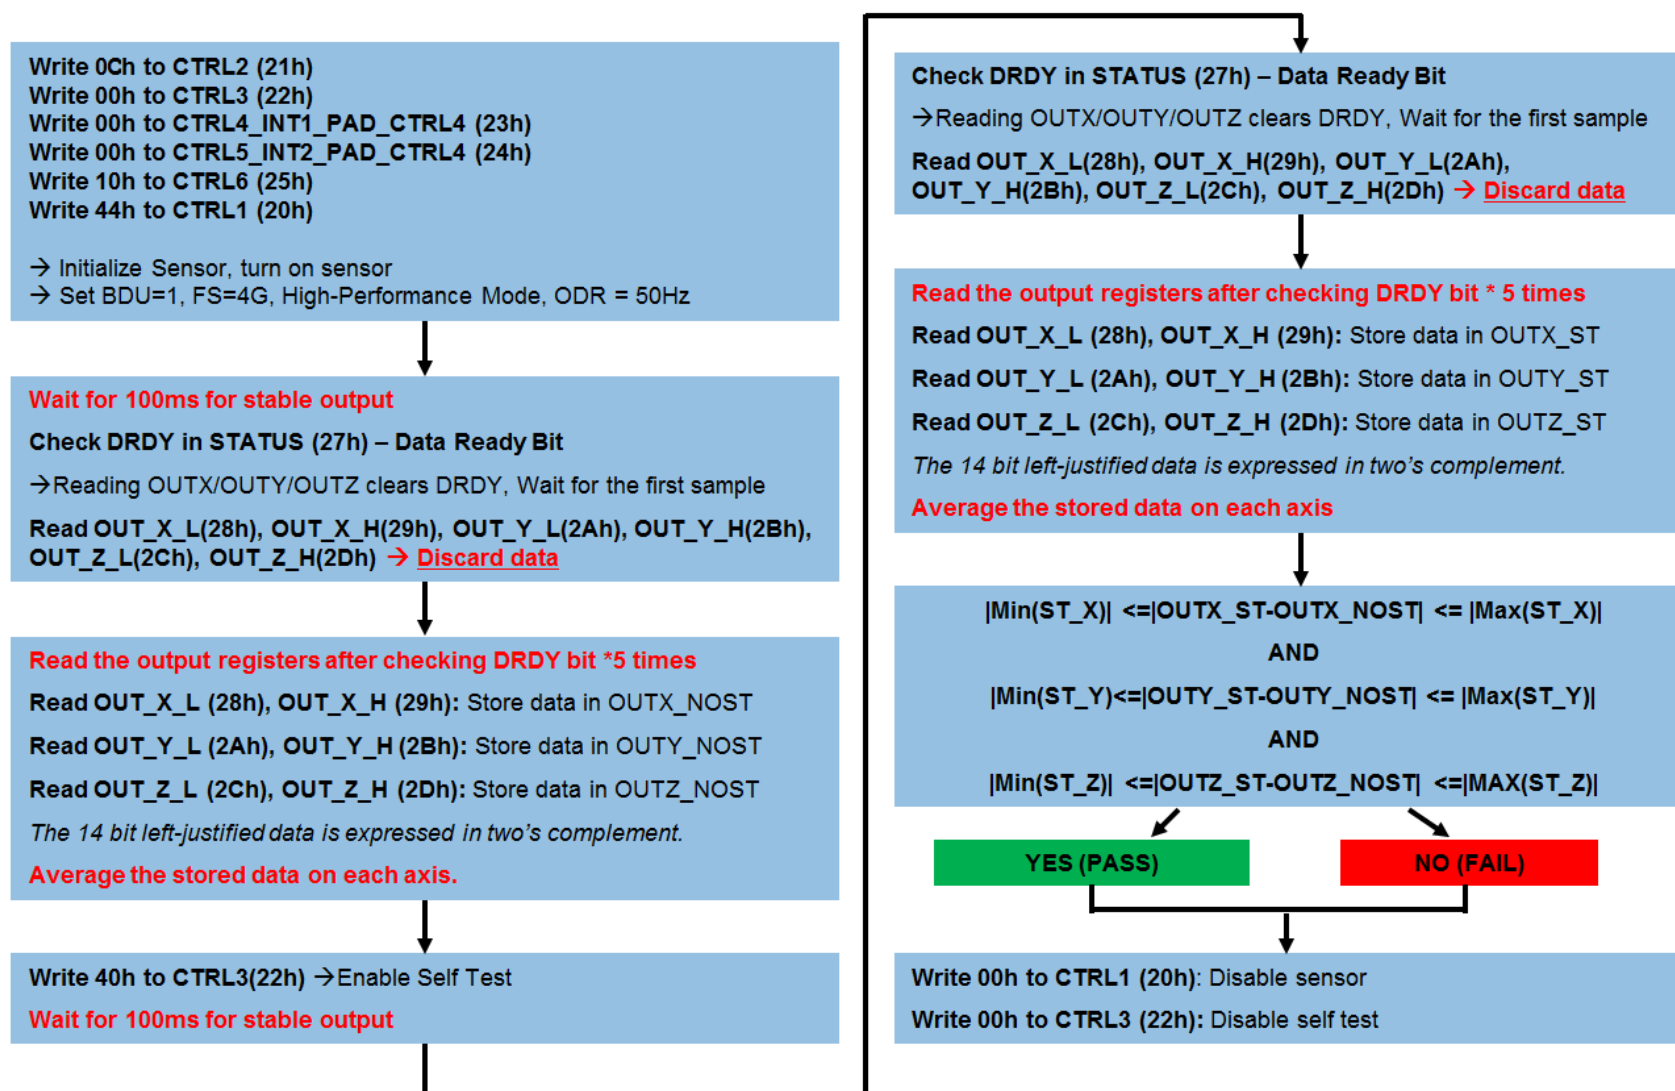 Write 0Ch to CTRL2 (21h)
Write 00h to CTRL3 (22h)
Write 00h to CTRL4_INT1_PAD_CTRL4 (23h)
Write 00h to CTRL5_INT2_PAD_CTRL4 (24h)
Write 10h to CTRL6 (25h)
Write 44h to CTRL1 (20h)
→ Initialize Sensor, turn on sensor
→ Set BDU=1, FS=4G, High-Performance Mode, ODR = 50Hz
Wait for 100ms for stable output
Check DRDY in STATUS (27h) – Data Ready Bit
→Reading OUTX/OUTY/OUTZ clears DRDY, Wait for the first sample
Read OUT_X_L(28h), OUT_X_H(29h), OUT_Y_L(2Ah), OUT_Y_H(2Bh),
OUT_Z_L(2Ch), OUT_Z_H(2Dh) → Discard data
Read the output registers after checking DRDY bit *5 times
Read OUT_X_L (28h), OUT_X_H (29h): Store data in OUTX_NOST
Read OUT_Y_L (2Ah), OUT_Y_H (2Bh): Store data in OUTY_NOST
Read OUT_Z_L (2Ch), OUT_Z_H (2Dh): Store data in OUTZ_NOST
The 14 bit left-justified data is expressed in two's complement.
Average the stored data on each axis.
Write 40h to CTRL3(22h) →Enable Self Test
Wait for 100ms for stable output
Check DRDY in STATUS (27h) – Data Ready Bit
→Reading OUTX/OUTY/OUTZ clears DRDY, Wait for the first sample
Read OUT_X_L(28h), OUT_X_H(29h), OUT_Y_L(2Ah),
OUT_Y_H(2Bh), OUT_Z_L(2Ch), OUT_Z_H(2Dh) → Discard data
Read the output registers after checking DRDY bit * 5 times
Read OUT_X_L (28h), OUT_X_H (29h): Store data in OUTX_ST
Read OUT_Y_L (2Ah), OUT_Y_H (2Bh): Store data in OUTY_ST
Read OUT_Z_L (2Ch), OUT_Z_H (2Dh): Store data in OUTZ_ST
The 14 bit left-justified data is expressed in two's complement.
Average the stored data on each axis
|Min(ST_X)| <=|OUTX_ST-OUTX_NOST| <= |Max(ST_X)|
AND
|Min(ST_Y)<=|OUTY_ST-OUTY_NOST| <= |Max(ST_Y)|
AND
|Min(ST_Z)| <=|OUTZ_ST-OUTZ_NOST| <=|MAX(ST_Z)|
YES (PASS)
NO (FAIL)
Write 00h to CTRL1 (20h): Disable sensor
Write 00h to CTRL3 (22h): Disable self test